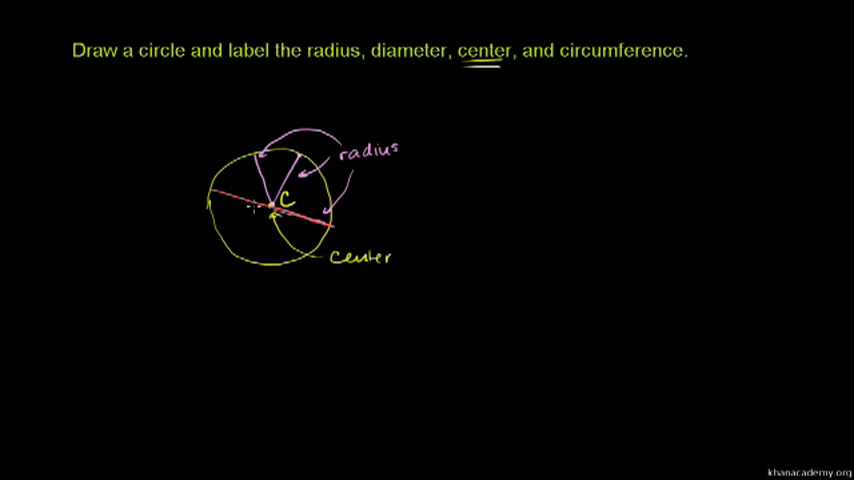 Draw a circle and label the radius, diameter, center, and circumference.
radius
C
center
khanacademy.org